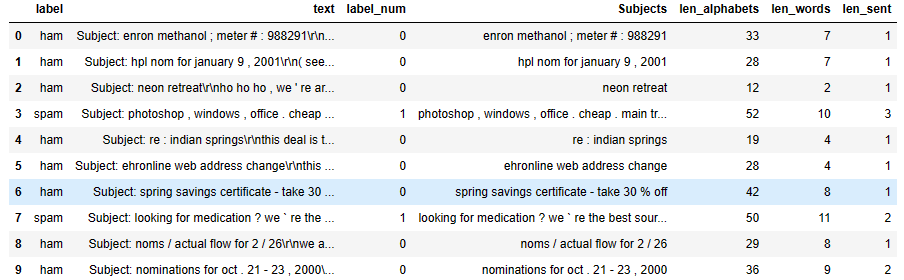 label text label_num Subjects len_alphabets len_words len_sent
0 ham Subject: enron methanol ; meter # : 988291\r\n... 0 enron methanol ; meter # : 988291 33 7 1
1 ham Subject: hpl nom for january 9 , 2001\r\n( see... 0 hpl nom for january 9 , 2001 28 7 1
2 ham Subject: neon retreat\r\nho ho ho , we ' re ar... 0 neon retreat 12 2 1
3 spam Subject: photoshop , windows , office . cheap ... 1 photoshop , windows , office . cheap . main tr... 52 10 3
4 ham Subject: re : indian springs\r\nthis deal is t... 0 re : indian springs 19 4 1
5 ham Subject: ehronline web address change\r\nthis ... 0 ehronline web address change 28 4 1
6 ham Subject: spring savings certificate - take 30 ... 0 spring savings certificate - take 30 % off 42 8 1
7 spam Subject: looking for medication ? we ` re the ... 1 looking for medication ? we ` re the best sour... 50 11 2
8 ham Subject: noms / actual flow for 2 / 26\r\nwe a... 0 noms / actual flow for 2 / 26 29 8 1
9 ham Subject: nominations for oct . 21 - 23 , 2000\... 0 nominations for oct . 21 - 23 , 2000 36 9 2